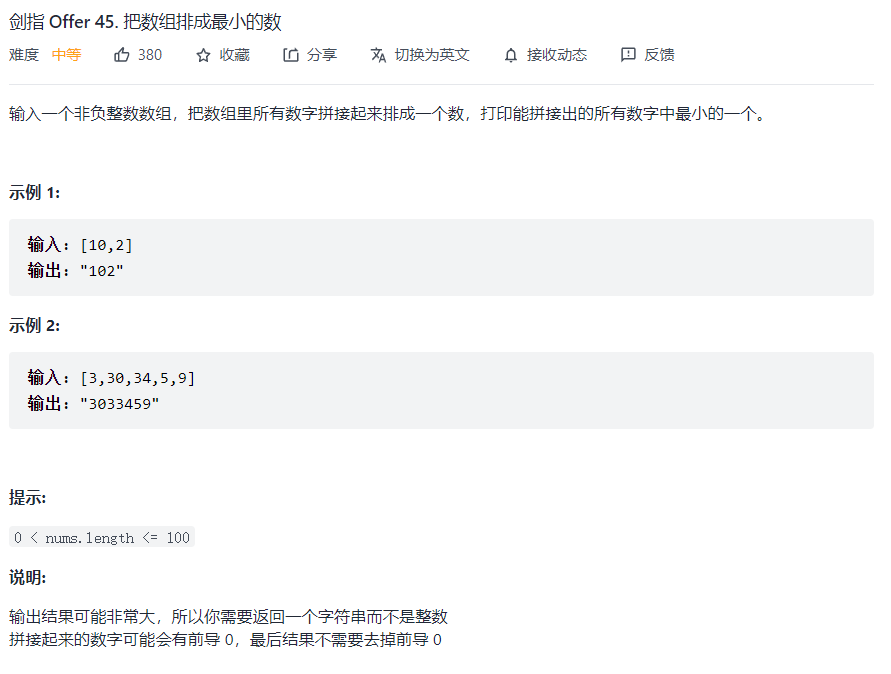 剑指 Offer 45. 把数组排成最小的数
难度 中等 380 收藏 分享 切换为英文 接收动态 反馈
输入一个非负整数数组，把数组里所有数字拼接起来排成一个数，打印能拼接出的所有数字中最小的一个。
示例 1:
输入: [10,2]
输出: "102"
示例 2:
输入: [3,30,34,5,9]
输出: "3033459"
提示:
0 < nums.length <= 100
说明:
输出结果可能非常大，所以你需要返回一个字符串而不是整数
拼接起来的数字可能会有前导 0，最后结果不需要去掉前导 0